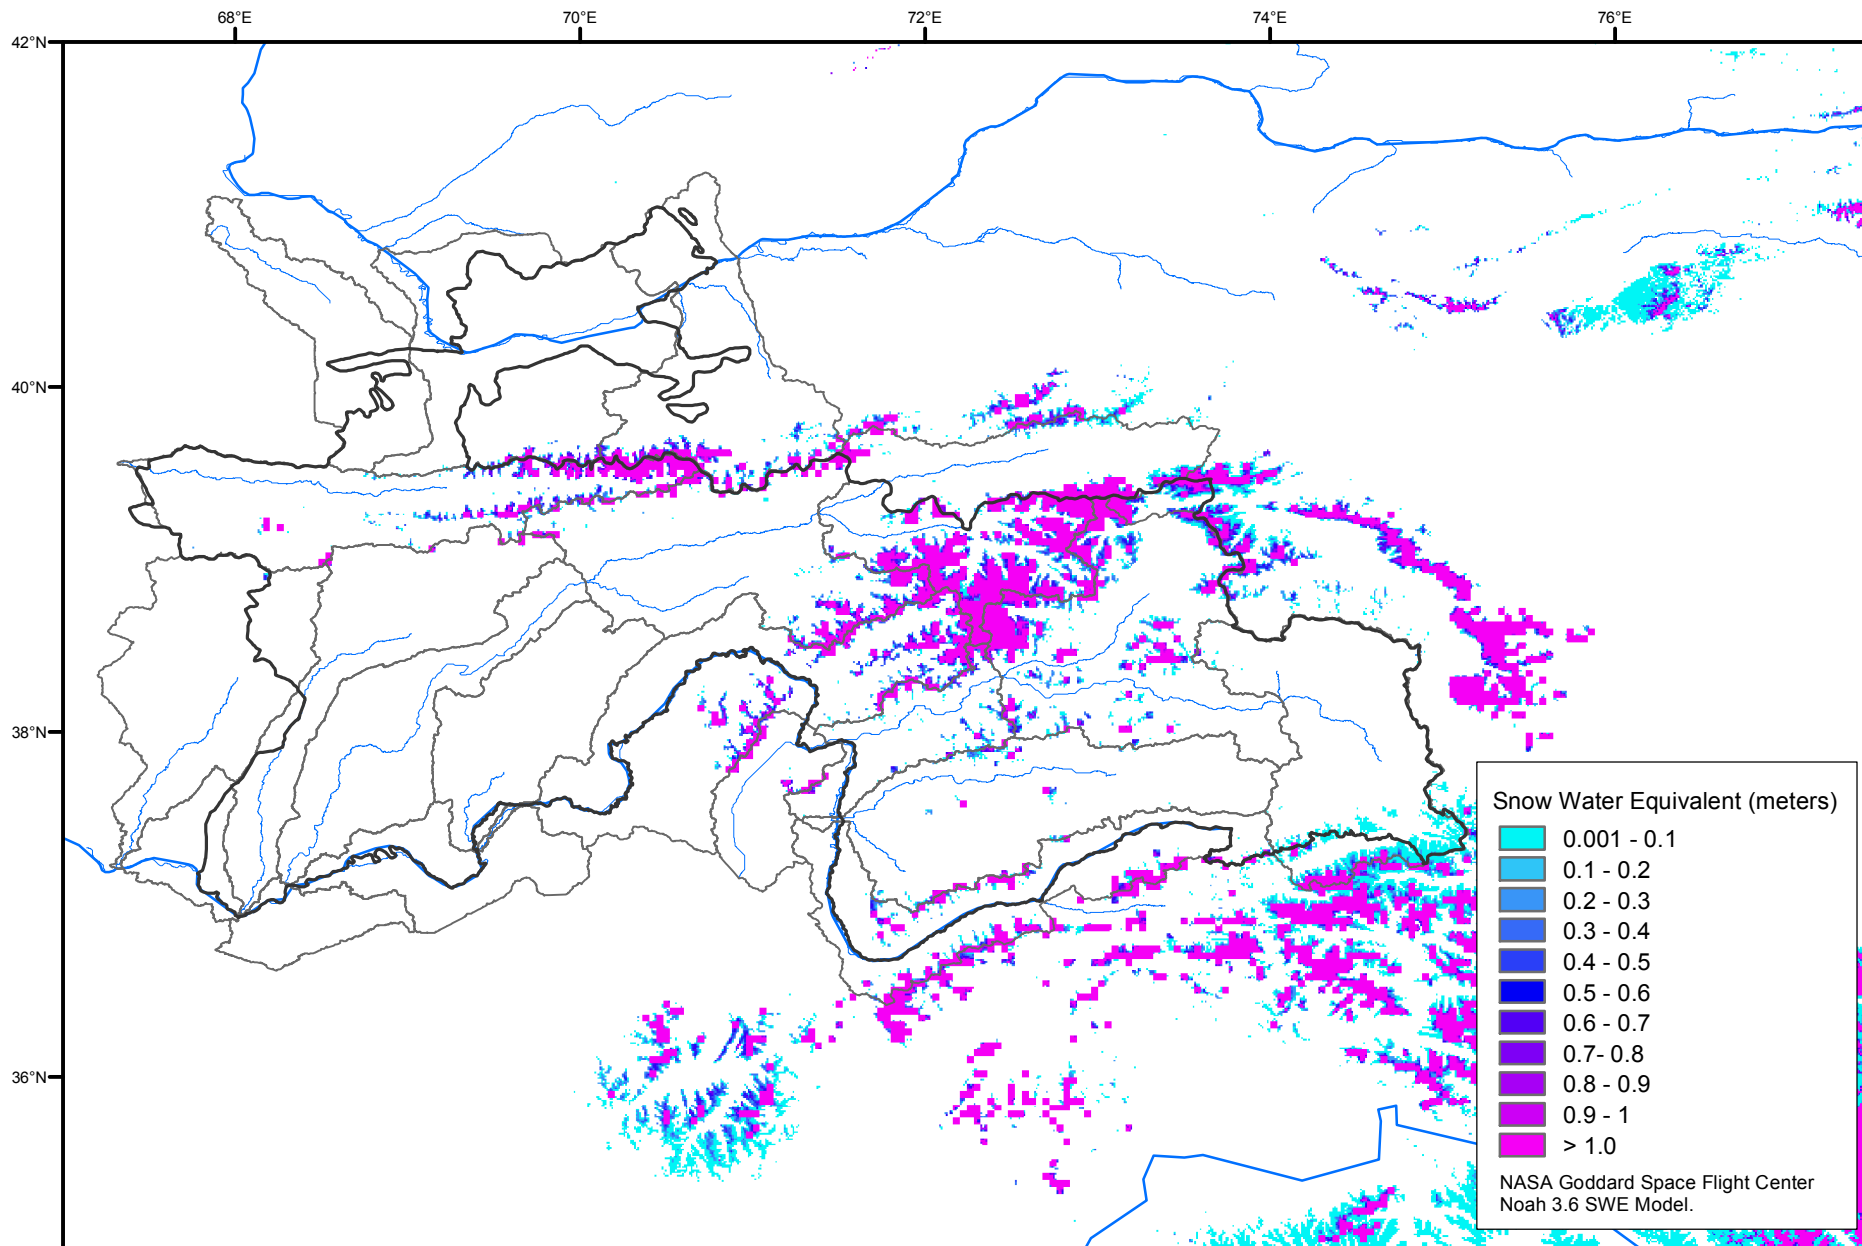 68°E 70°E 72°E 74°E 76°E
42°N
40°N
38°N
36°N
Snow Water Equivalent (meters)
0.001 - 0.1
0.1 - 0.2
0.2 - 0.3
0.3 - 0.4
0.4 - 0.5
0.5 - 0.6
0.6 - 0.7
0.7- 0.8
0.8 - 0.9
0.9 - 1
> 1.0
NASA Goddard Space Flight Center
Noah 3.6 SWE Model.